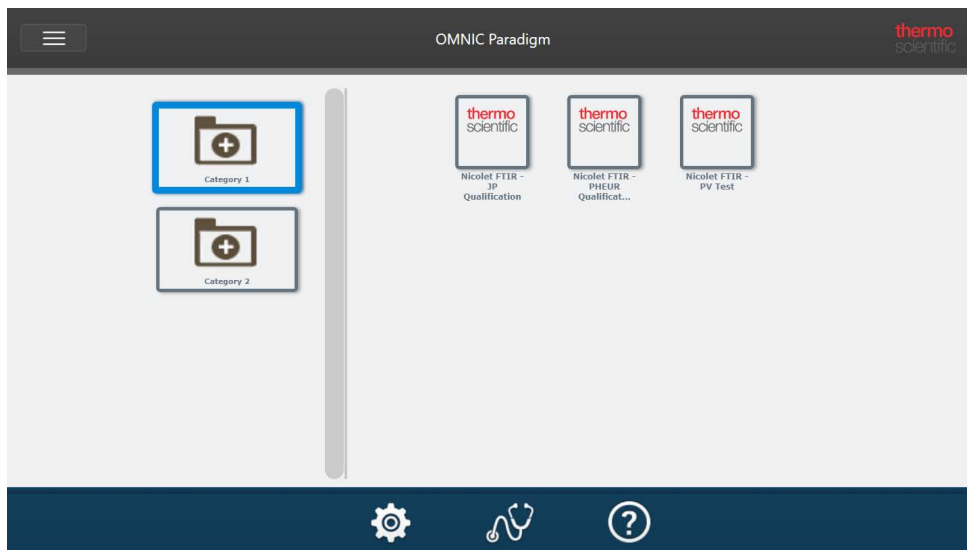 OMNIC Paradigm
thermo
scientific
Category 1
Category 2
thermo
scientific
Nicolet FTIR -
JP
Qualification
thermo
scientific
Nicolet FTIR -
PHEUR
Qualificat...
thermo
scientific
Nicolet FTIR -
PV Test
?